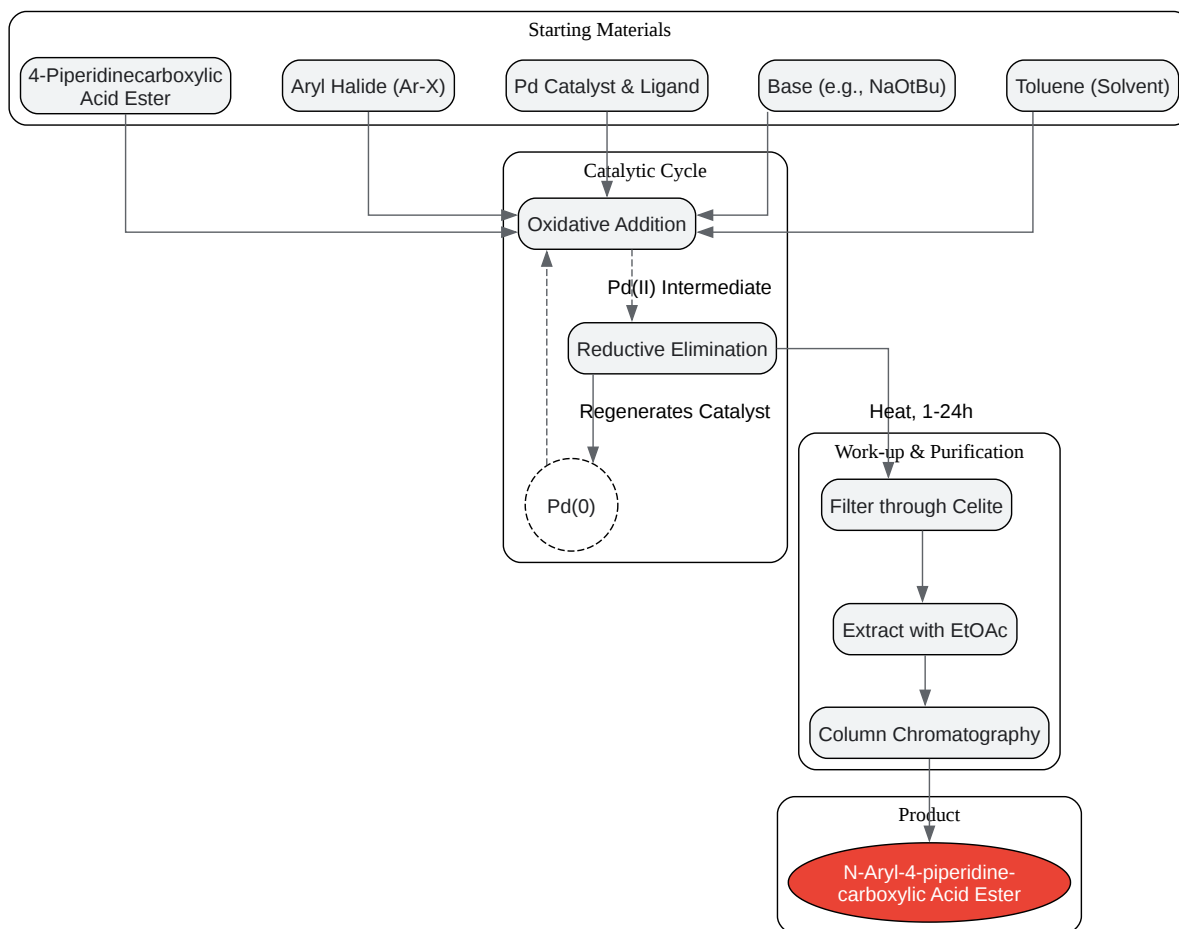 Starting Materials
4-Piperidinecarboxylic
Acid Ester
Aryl Halide (Ar-X)
Pd Catalyst & Ligand
Base (e.g., NaOtBu)
Toluene (Solvent)
Catalytic Cycle
Oxidative Addition
Pd(II) Intermediate
Reductive Elimination
Regenerates Catalyst
Heat, 1-24h
Pd(0)
Work-up & Purification
Filter through Celite
Extract with EtOAc
Column Chromatography
Product
N-Aryl-4-piperidine-
carboxylic Acid Ester